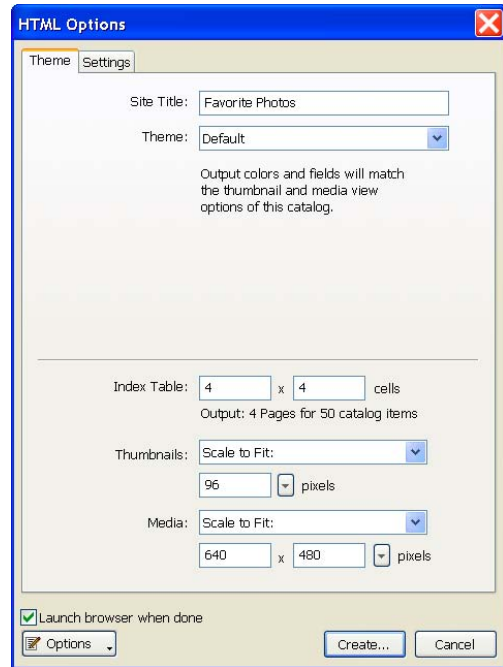 HTML Options
Theme Settings
Site Title: Favorite Photos
Theme: Default
Output colors and fields will match
the thumbnail and media view
options of this catalog.
Index Table: 4 x 4 cells
Output: 4 Pages for 50 catalog items
Thumbnails: Scale to Fit:
96 pixels
Media: Scale to Fit:
640 x 480 pixels
Launch browser when done
Options Create... Cancel